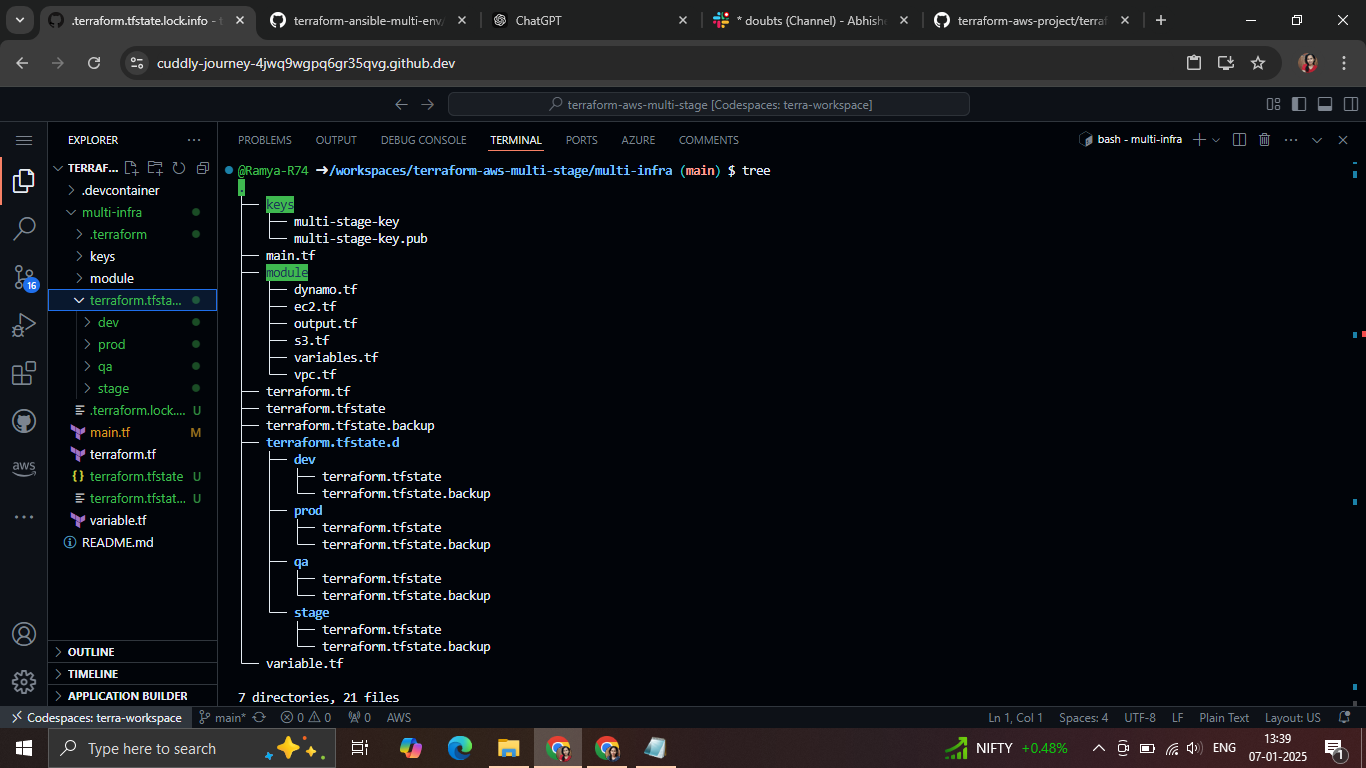 .terraform.tfstate.lock.info - t
terraform-ansible-multi-env/
ChatGPT
* doubts (Channel) - Abhishe
terraform-aws-project/terraf
cuddly-journey-4jwq9wgpq6gr35qvg.github.dev
terraform-aws-multi-stage [Codespaces: terra-workspace]
EXPLORER
PROBLEMS OUTPUT DEBUG CONSOLE TERMINAL PORTS AZURE COMMENTS
bash - multi-infra
TERRAF...
.devcontainer
multi-infra
.terraform
keys
module
terraform.tfsta...
dev
prod
qa
stage
.terraform.lock.... U
main.tf M
terraform.tf
terraform.tfstate U
terraform.tfstat... U
variable.tf
README.md
16
aws
OUTLINE
TIMELINE
APPLICATION BUILDER
@Ramya-R74 ➜/workspaces/terraform-aws-multi-stage/multi-infra (main) $ tree
.
├── keys
│   ├── multi-stage-key
│   └── multi-stage-key.pub
├── main.tf
├── module
│   ├── dynamo.tf
│   ├── ec2.tf
│   ├── output.tf
│   ├── s3.tf
│   ├── variables.tf
│   └── vpc.tf
├── terraform.tf
├── terraform.tfstate
├── terraform.tfstate.backup
├── terraform.tfstate.d
│   ├── dev
│   │   ├── terraform.tfstate
│   │   └── terraform.tfstate.backup
│   ├── prod
│   │   ├── terraform.tfstate
│   │   └── terraform.tfstate.backup
│   ├── qa
│   │   ├── terraform.tfstate
│   │   └── terraform.tfstate.backup
│   └── stage
│       ├── terraform.tfstate
│       └── terraform.tfstate.backup
└── variable.tf
7 directories, 21 files
Codespaces: terra-workspace main* 0 0 0 AWS
Ln 1, Col 1 Spaces: 4 UTF-8 LF Plain Text Layout: US
Type here to search
NIFTY +0.48%
ENG
13:39
07-01-2025
1